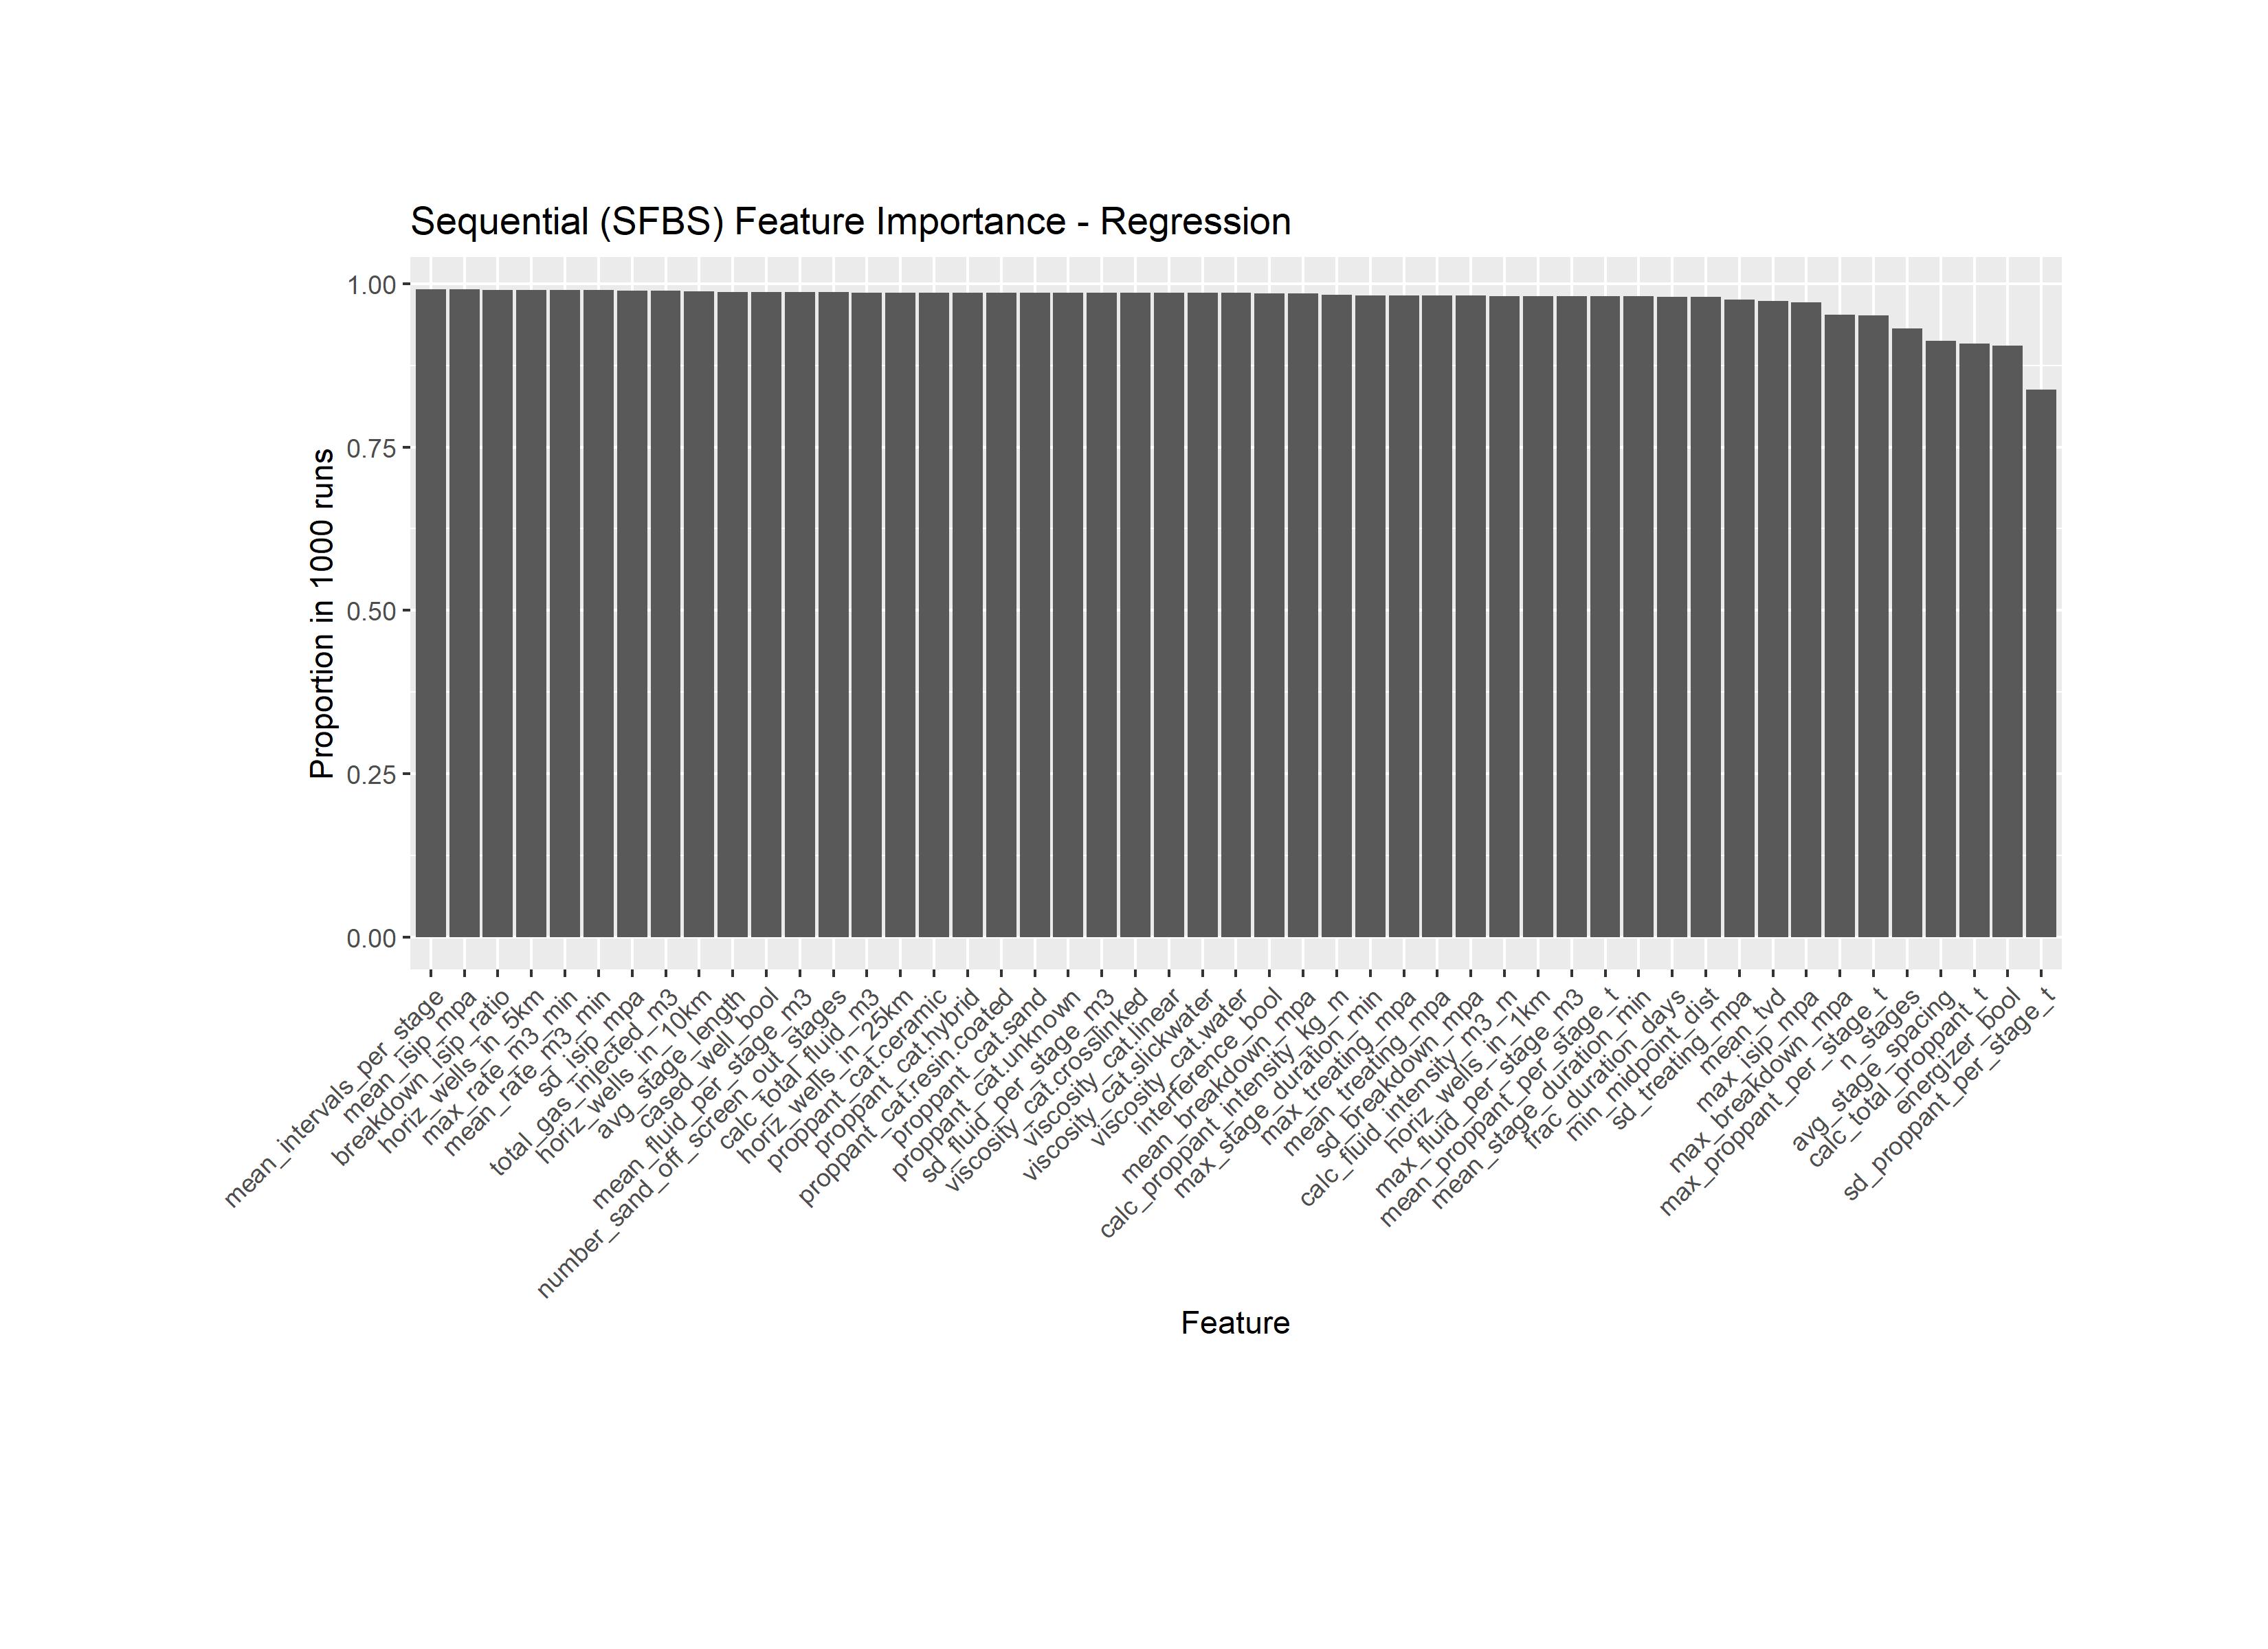 Sequential (SFBS) Feature Importance - Regression
Proportion in 1000 runs
1.00
0.75
0.50
0.25
0.00
mean_intervals_per_stage
mean_isip_mpa
breakdown_isip_ratio
horiz_wells_in_5km
max_rate_m3_min
mean_rate_m3_min
sd_isip_mpa
total_gas_injected_m3
horiz_wells_in_10km
avg_stage_length
cased_well_bool
mean_fluid_per_stage_m3
number_sand_off_screen_out_stages
calc_total_fluid_m3
horiz_wells_in_25km
proppant_cat.ceramic
proppant_cat.hybrid
proppant_cat.resin.coated
proppant_cat.sand
proppant_cat.unknown
sd_fluid_per_stage_m3
viscosity_cat.crosslinked
viscosity_cat.linear
viscosity_cat.slickwater
viscosity_cat.water
interference_bool
mean_breakdown_mpa
calc_proppant_intensity_kg_m
max_stage_duration_min
max_treating_mpa
mean_treating_mpa
sd_breakdown_mpa
calc_fluid_intensity_m3_m
horiz_wells_in_1km
max_fluid_per_stage_m3
mean_proppant_per_stage_t
mean_stage_duration_min
frac_duration_days
min_midpoint_dist
sd_treating_mpa
mean_tvd
max_isip_mpa
max_breakdown_mpa
max_proppant_per_stage_t
n_stages
avg_stage_spacing
calc_total_proppant_t
energizer_bool
sd_proppant_per_stage_t
Feature